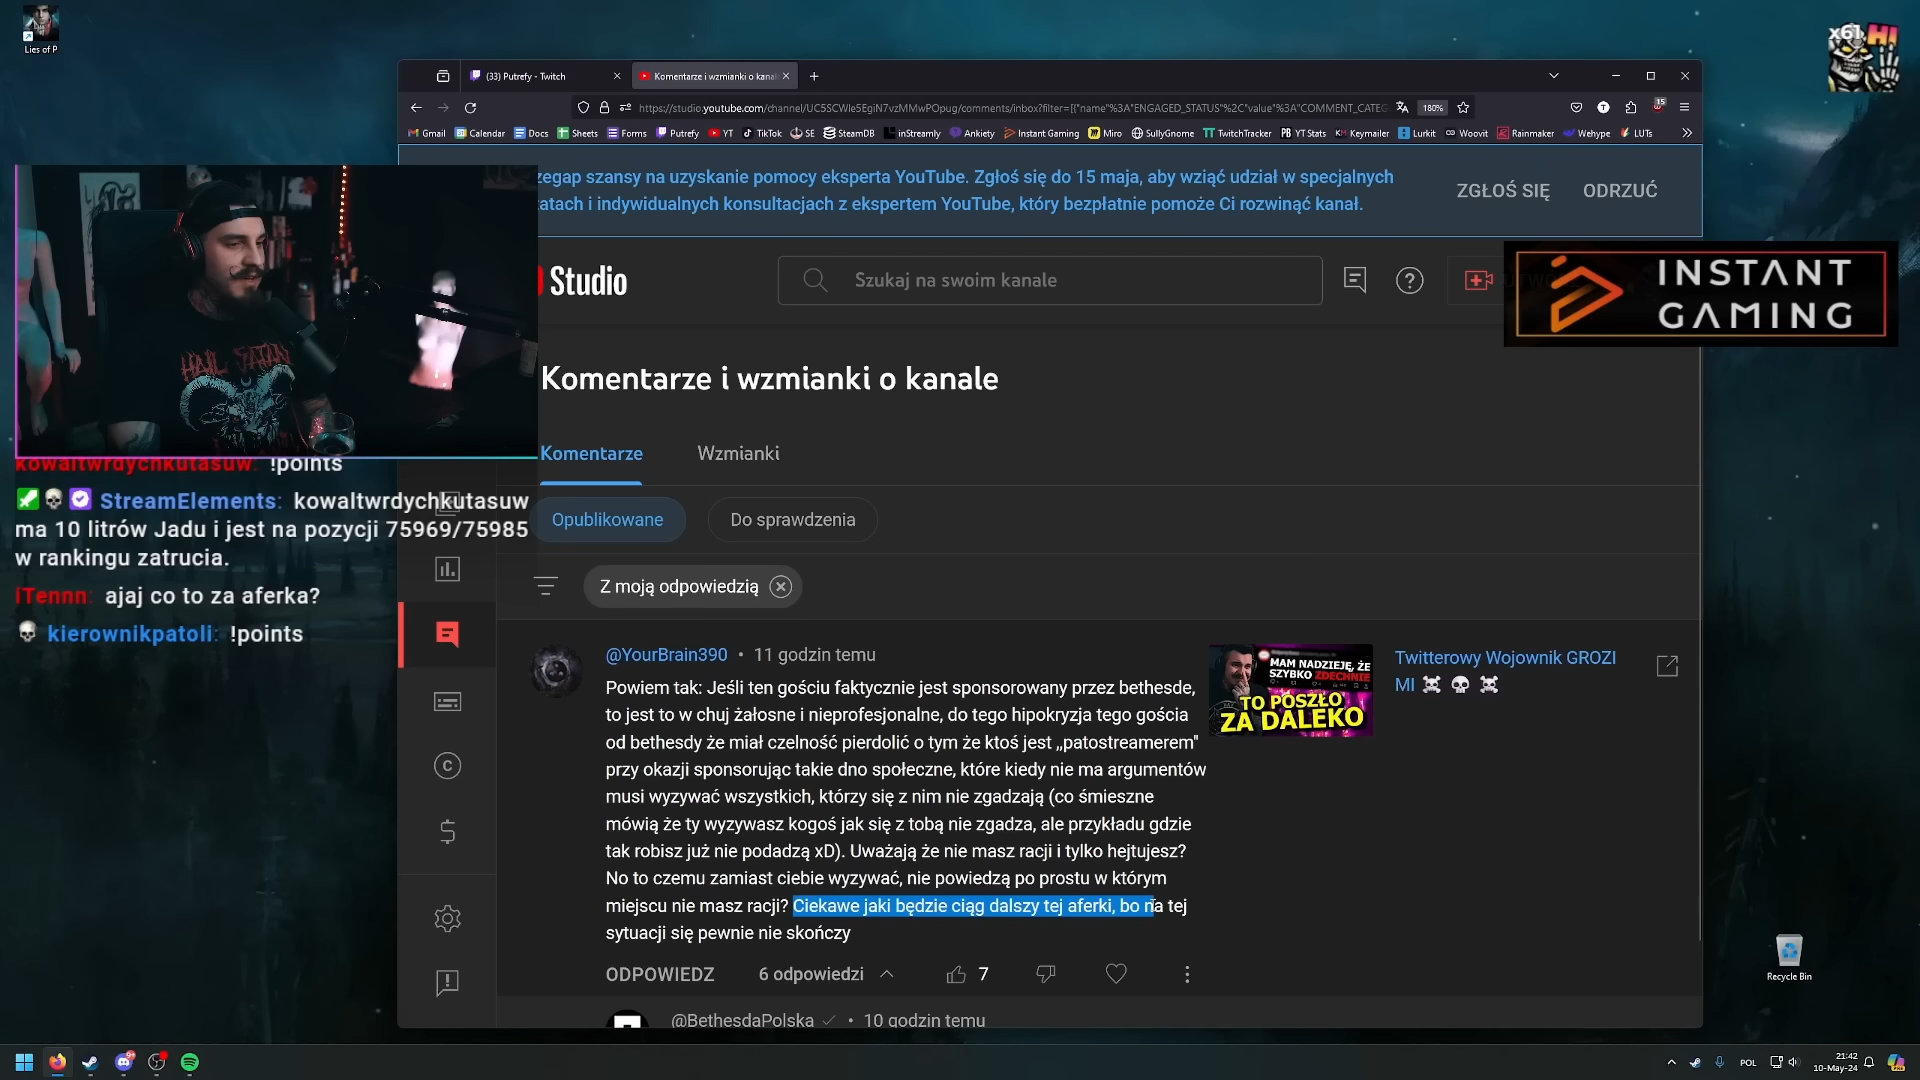 Lies of P
x61 HI
(33) Putrefy - Twitch
Komentarze i wzmianki o kana
https://studio.youtube.com/channel/UC5SCWIe5EgiN7vzMMwPOpug/comments/inbox?filter=[{"name"%3A"ENGAGED_STATUS"%2C"value"%3A"COMMENT_CATEG
180%
15
Gmail Calendar Docs Sheets Forms Putrefy YT TikTok SE SteamDB inStreamly Ankiety Instant Gaming Miro SullyGnome TwitchTracker YT Stats Keymailer Lurkit Woovit Rainmaker Wehype LUTs
zegap szansy na uzyskanie pomocy eksperta YouTube. Zgłoś się do 15 maja, aby wziąć udział w specjalnych
atach i indywidualnych konsultacjach z ekspertem YouTube, który bezpłatnie pomoże Ci rozwinąć kanał.
ZGŁOŚ SIĘ
ODRZUĆ
Studio
Szukaj na swoim kanale
INSTANT
GAMING
HAIL SATAN
Komentarze i wzmianki o kanale
Komentarze
Wzmianki
kowaltwrdychkutasuw: !points
StreamElements: kowaltwrdychkutasuw
ma 10 litrów Jadu i jest na pozycji 75969/75985
w rankingu zatrucia.
iTennn: ajaj co to za aferka?
kierownikpatoli: !points
Opublikowane
Do sprawdzenia
Z moją odpowiedzią
@YourBrain390 • 11 godzin temu
Powiem tak: Jeśli ten gościu faktycznie jest sponsorowany przez bethesde,
to jest to w chuj żałosne i nieprofesjonalne, do tego hipokryzja tego gościa
od bethesdy że miał czelność pierdolić o tym że ktoś jest ,,patostreamerem"
przy okazji sponsorując takie dno społeczne, które kiedy nie ma argumentów
musi wyzywać wszystkich, którzy się z nim nie zgadzają (co śmieszne
mówią że ty wyzywasz kogoś jak się z tobą nie zgadza, ale przykładu gdzie
tak robisz już nie podadzą xD). Uważają że nie masz racji i tylko hejtujesz?
No to czemu zamiast ciebie wyzywać, nie powiedzą po prostu w którym
miejscu nie masz racji? Ciekawe jaki będzie ciąg dalszy tej aferki, bo na tej
sytuacji się pewnie nie skończy
MAM NADZIEJĘ, ŻE
SZYBKO ZDECHNIE
TO POSZŁO
ZA DALEKO
Twitterowy Wojownik GROZI
MI ☠️ 💀 ☠️
ODPOWIEDZ
6 odpowiedzi
7
@BethesdaPolska • 10 godzin temu
Recycle Bin
POL
21:42
10-May-24